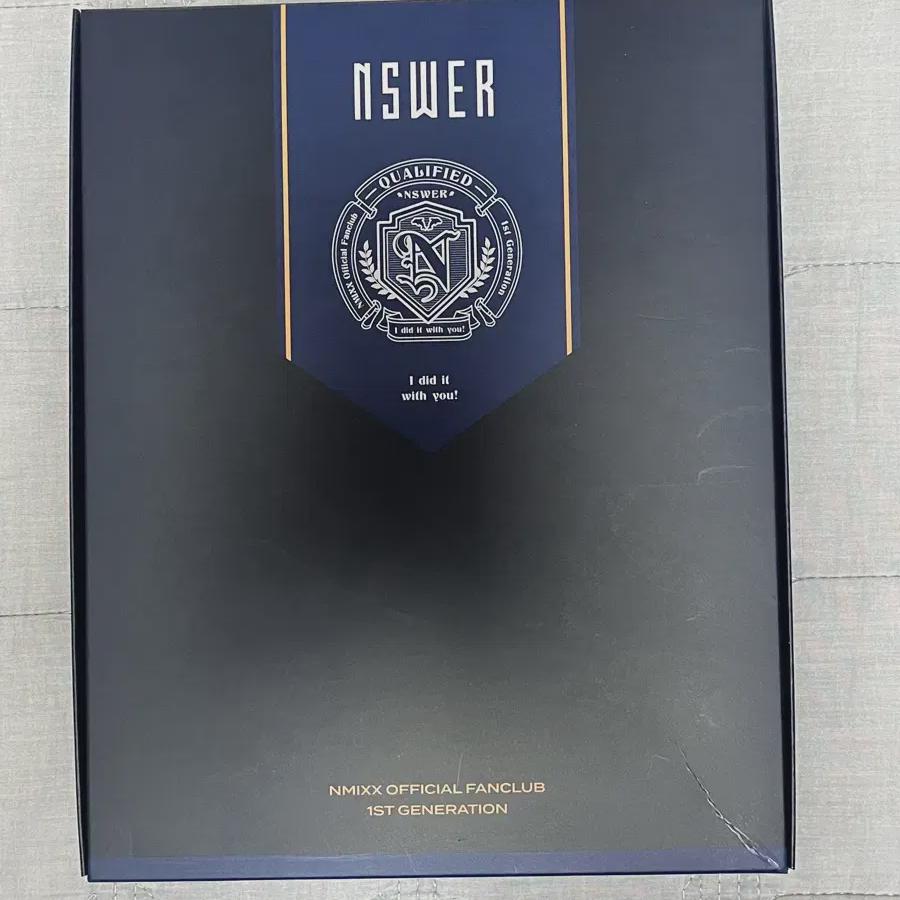 NSWER
QUALIFIED
*NSWER*
NMIXX Official Fanclub
1st Generation
N
I did it with you!
I did it
with you!
NMIXX OFFICIAL FANCLUB
1ST GENERATION